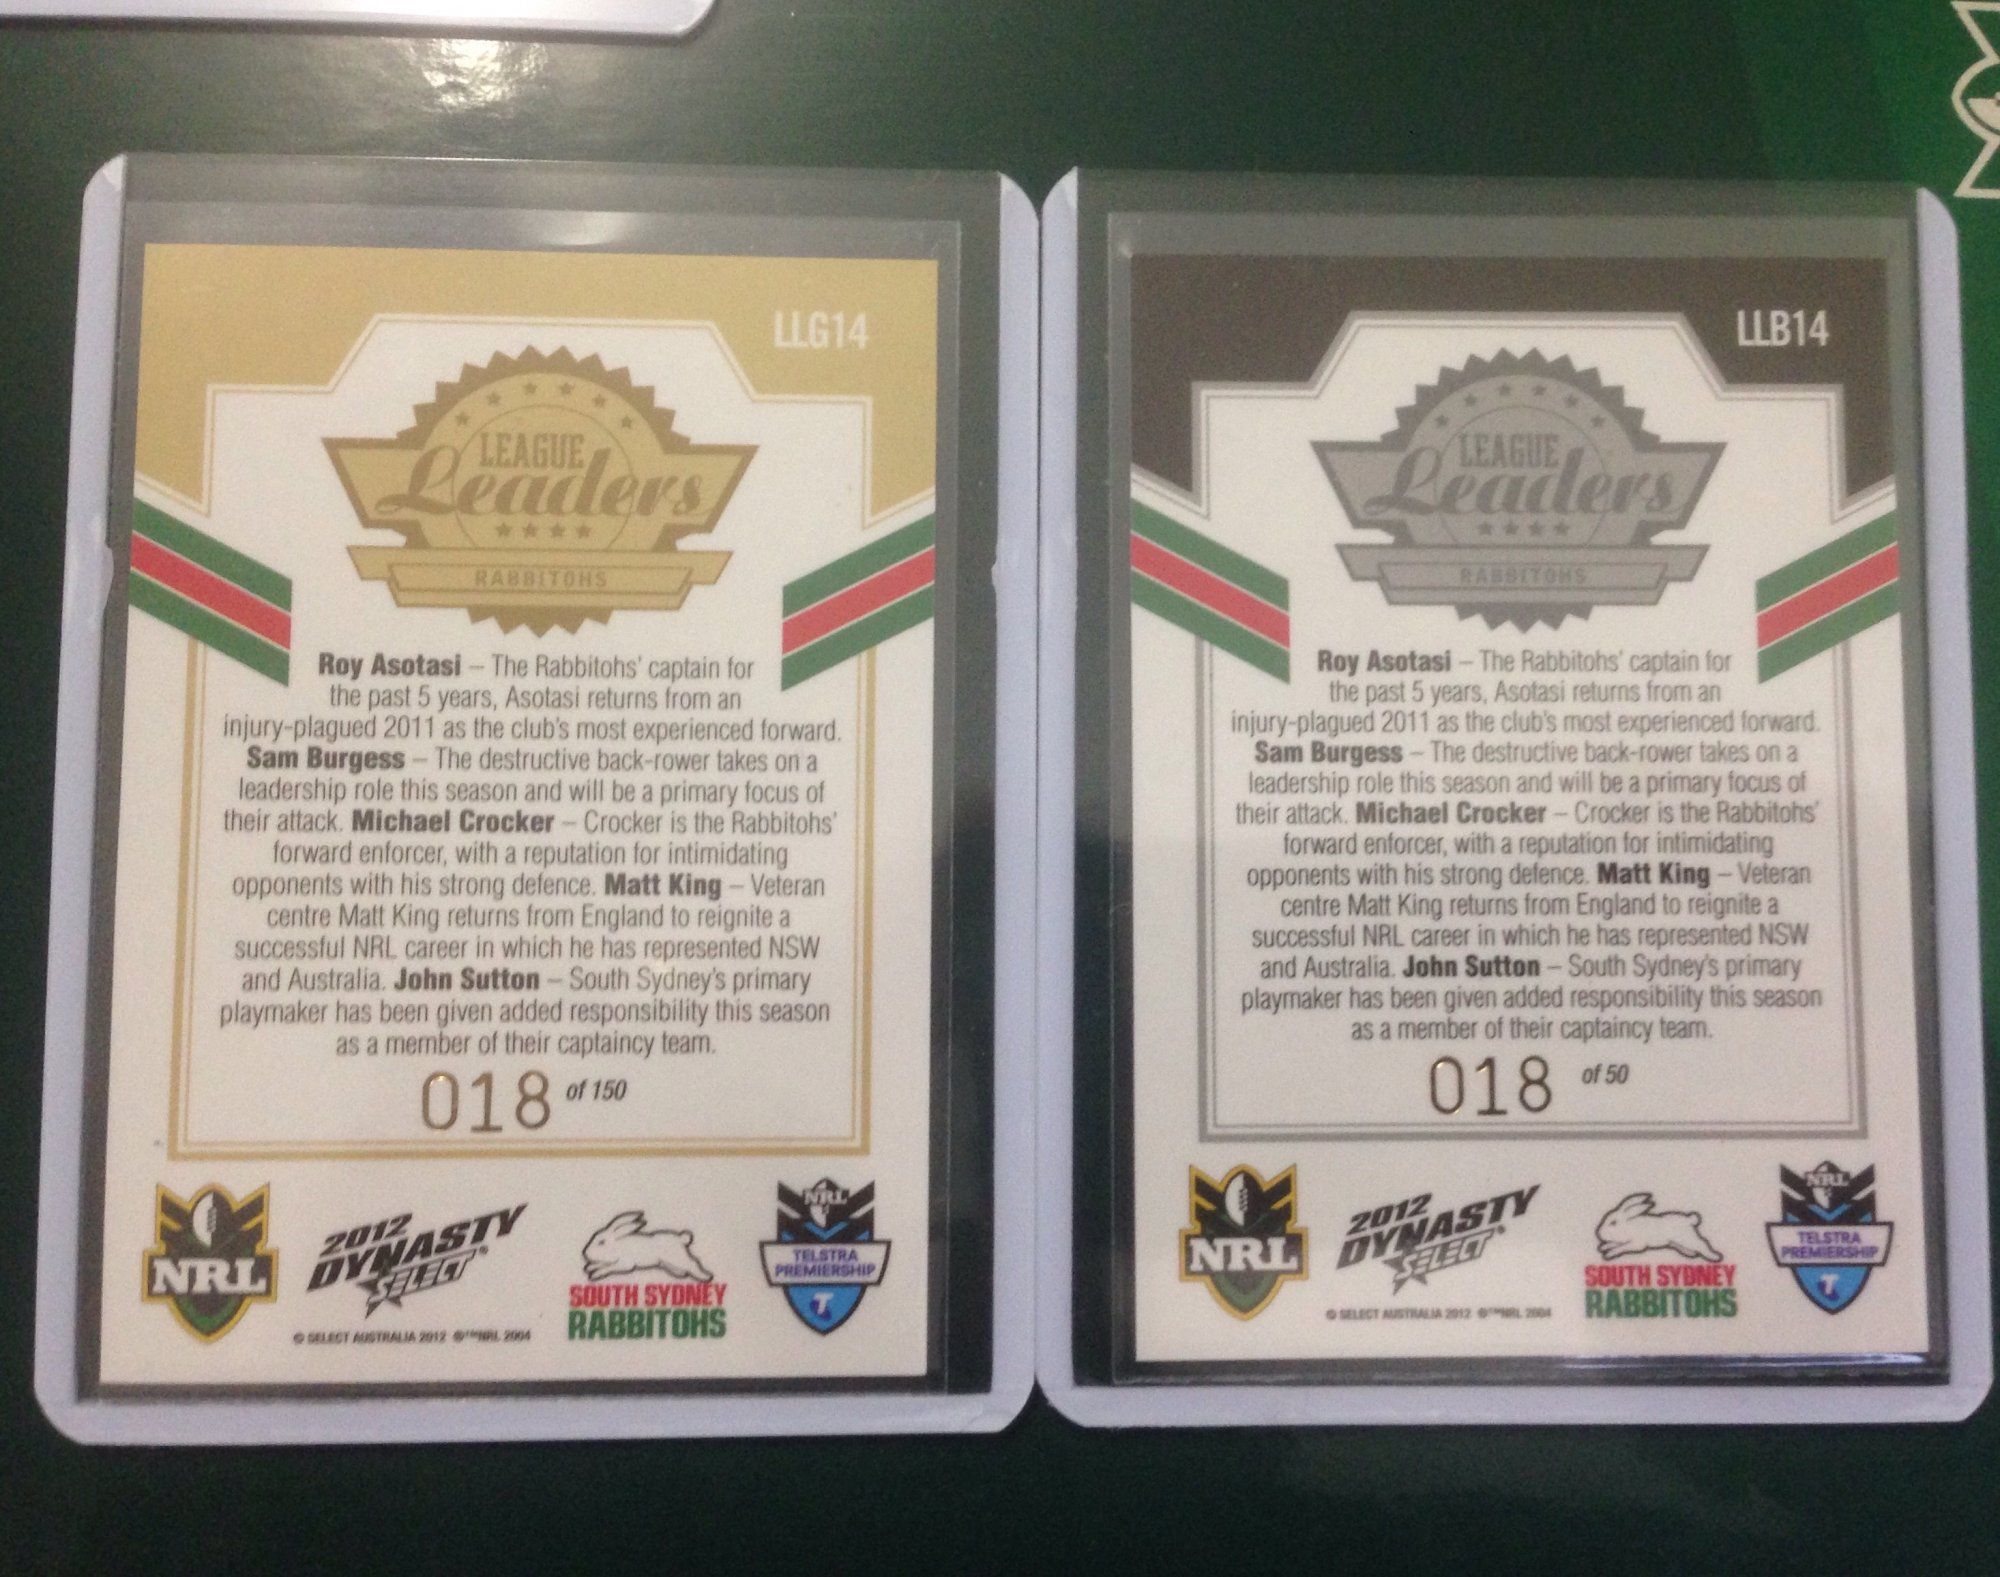 LLG14
LEAGUE
Leaders
RABBITOHS
Roy Asotasi – The Rabbitohs' captain for
the past 5 years, Asotasi returns from an
injury-plagued 2011 as the club's most experienced forward.
Sam Burgess – The destructive back-rower takes on a
leadership role this season and will be a primary focus of
their attack. Michael Crocker – Crocker is the Rabbitohs'
forward enforcer, with a reputation for intimidating
opponents with his strong defence. Matt King – Veteran
centre Matt King returns from England to reignite a
successful NRL career in which he has represented NSW
and Australia. John Sutton – South Sydney's primary
playmaker has been given added responsibility this season
as a member of their captaincy team.
018 of 150
NRL
2012
DYNASTY
SELECT®
© SELECT AUSTRALIA 2012 ©™NRL 2004
SOUTH SYDNEY
RABBITOHS
NRL
TELSTRA
PREMIERSHIP
T
LLB14
LEAGUE
Leaders
RABBITOHS
Roy Asotasi – The Rabbitohs' captain for
the past 5 years, Asotasi returns from an
injury-plagued 2011 as the club's most experienced forward.
Sam Burgess – The destructive back-rower takes on a
leadership role this season and will be a primary focus of
their attack. Michael Crocker – Crocker is the Rabbitohs'
forward enforcer, with a reputation for intimidating
opponents with his strong defence. Matt King – Veteran
centre Matt King returns from England to reignite a
successful NRL career in which he has represented NSW
and Australia. John Sutton – South Sydney's primary
playmaker has been given added responsibility this season
as a member of their captaincy team.
018 of 50
NRL
2012
DYNASTY
SELECT®
© SELECT AUSTRALIA 2012 ©™NRL 2004
SOUTH SYDNEY
RABBITOHS
NRL
TELSTRA
PREMIERSHIP
T